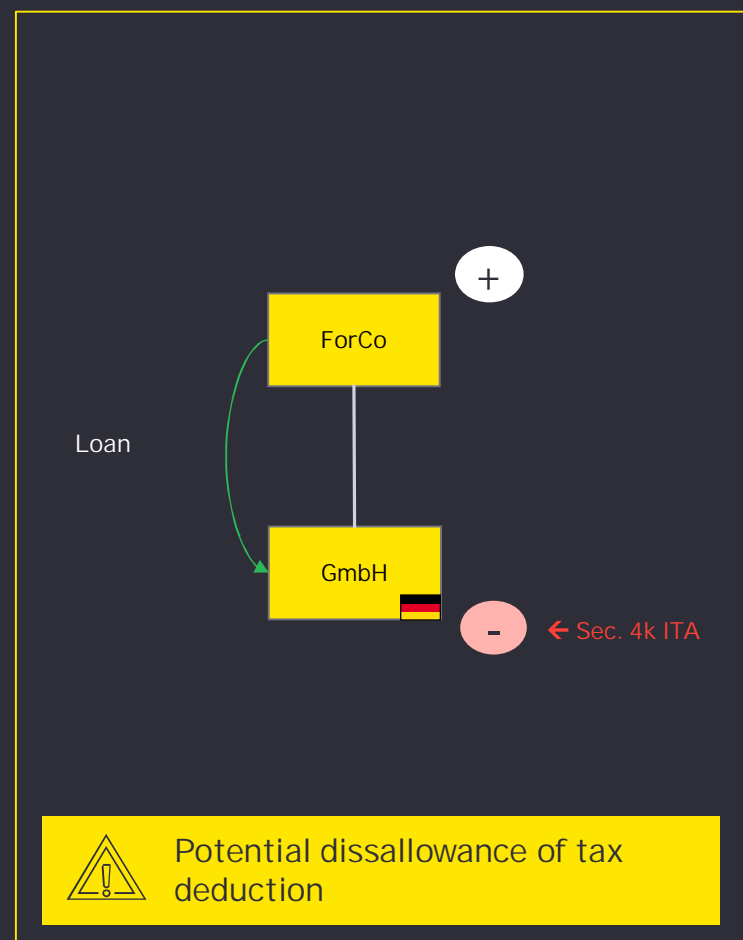 +
ForCo
Loan
GmbH
-
← Sec. 4k ITA
Potential dissallowance of tax
deduction